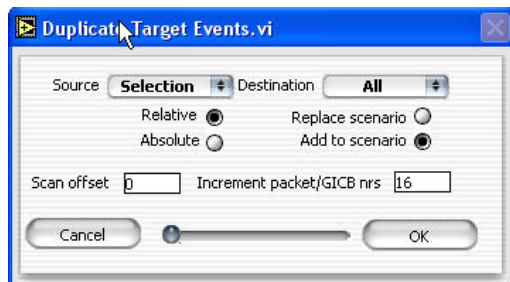 Duplicate Target Events.vi
Source Selection Destination All
Relative Replace scenario
Absolute Add to scenario
Scan offset 0 Increment packet/GICB nrs 16
Cancel OK